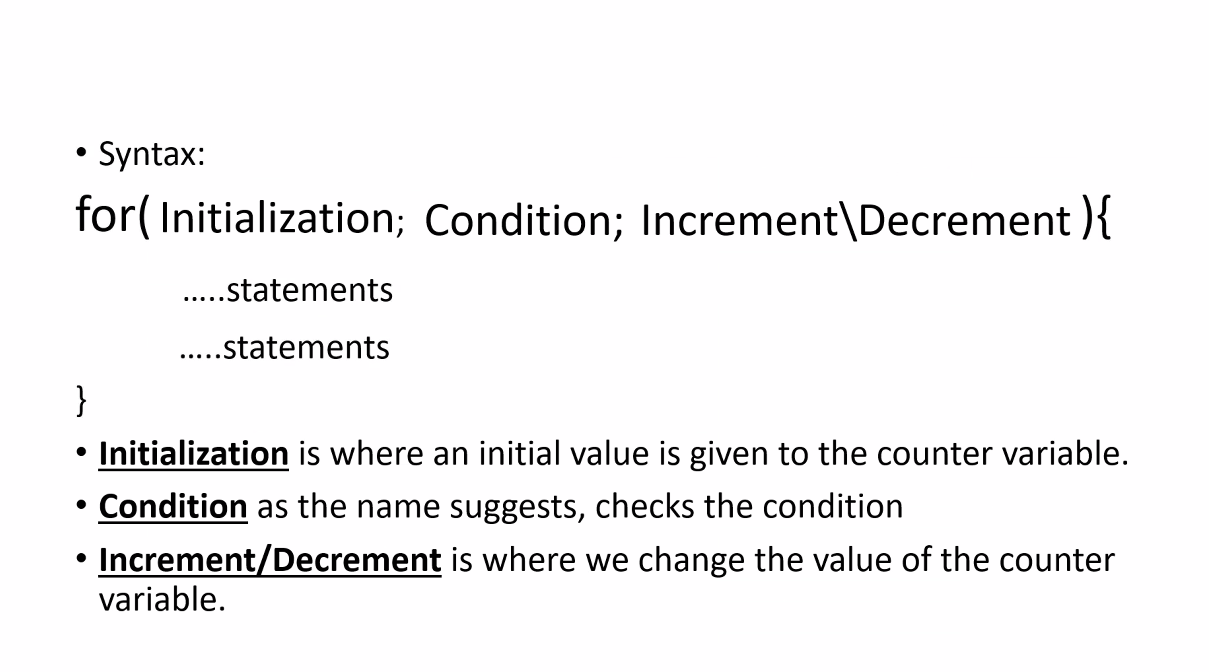 • Syntax:
for( Initialization; Condition; Increment\Decrement ){
…..statements
…..statements
}
• Initialization is where an initial value is given to the counter variable.
• Condition as the name suggests, checks the condition
• Increment/Decrement is where we change the value of the counter
variable.